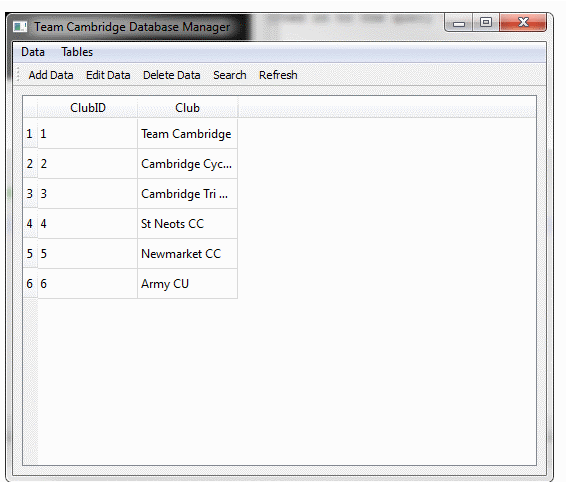 Team Cambridge Database Manager
Data Tables
Add Data Edit Data Delete Data Search Refresh
ClubID Club
1 1 Team Cambridge
2 2 Cambridge Cyc...
3 3 Cambridge Tri ...
4 4 St Neots CC
5 5 Newmarket CC
6 6 Army CU